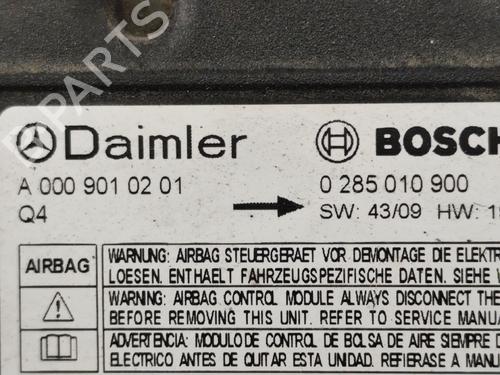 B-PARTS
Daimler BOSCH
A 000 901 02 01 0 285 010 900
Q4 SW: 43/09 HW:
AIRBAG WARNUNG: AIRBAG STEUERGERAET VOR DEMONTAGE DIE ELEKTR
LOESEN. ENTHAELT FAHRZEUGSPEZIFISCHE DATEN. SIEHE
WARNING: AIRBAG CONTROL MODULE ALWAYS DISCONNECT THE
BEFORE REMOVING THIS UNIT. REFER TO SERVICE MANUA
ADVERTENCIA: MODULO DE CONTROL DE BOLSA DE AIRE SIEMPRE D
ELECTRICO ANTES DE QUITAR ESTA UNIDAD. REFIERASE A MANUAL